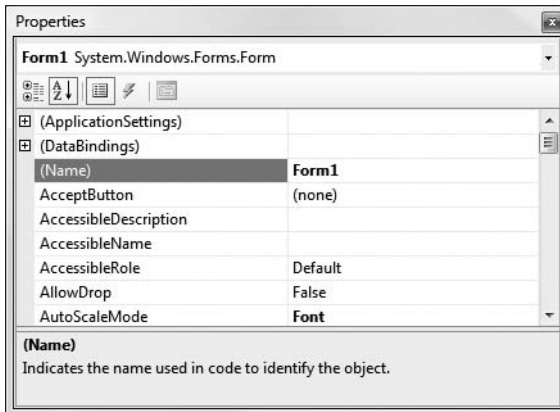 Properties
Form1 System.Windows.Forms.Form
(ApplicationSettings)
(DataBindings)
(Name) Form1
AcceptButton (none)
AccessibleDescription
AccessibleName
AccessibleRole Default
AllowDrop False
AutoScaleMode Font
(Name)
Indicates the name used in code to identify the object.